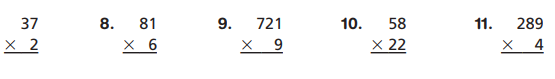 37 8. 81 9. 721 10. 58 11. 289
× 2 × 6 × 9 × 22 × 4